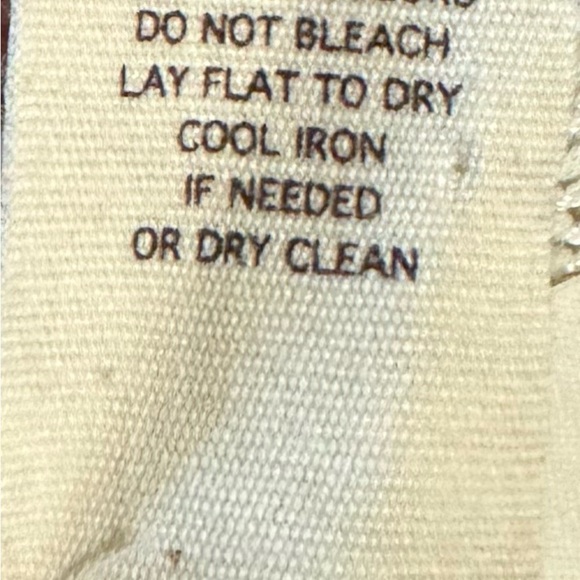 DO NOT BLEACH
LAY FLAT TO DRY
COOL IRON
IF NEEDED
OR DRY CLEAN